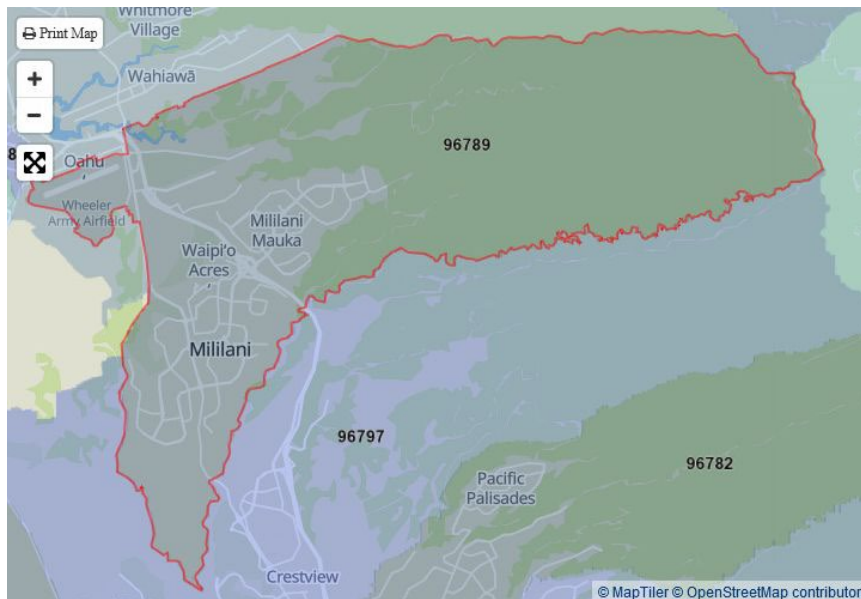 Whitmore
Village
Print Map
Wahiawā
+
−
96789
8
Oahu
Wheeler
Army Airfield
Mililani
Mauka
Waipi'o
Acres
Mililani
96797
96782
Pacific
Palisades
Crestview
© MapTiler © OpenStreetMap contributor